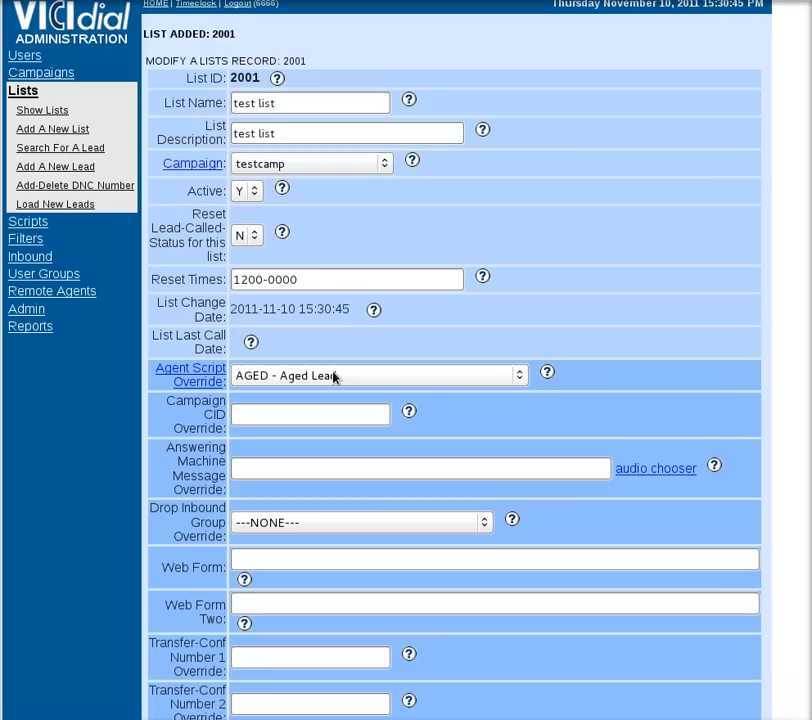 HOME | Timeclock | Logout (6666)
Thursday November 10, 2011 15:30:45 PM
VICIdial
ADMINISTRATION
Users
Campaigns
Lists
Show Lists
Add A New List
Search For A Lead
Add A New Lead
Add-Delete DNC Number
Load New Leads
Scripts
Filters
Inbound
User Groups
Remote Agents
Admin
Reports
LIST ADDED: 2001
MODIFY A LISTS RECORD: 2001
List ID: 2001 ?
List Name: test list ?
List
Description: test list ?
Campaign: testcamp ?
Active: Y ?
Reset
Lead-Called-
Status for this
list: N ?
Reset Times: 1200-0000 ?
List Change
Date: 2011-11-10 15:30:45 ?
List Last Call
Date: ?
Agent Script
Override: AGED - Aged Lead ?
Campaign
CID
Override: ?
Answering
Machine
Message
Override: audio chooser ?
Drop Inbound
Group
Override: ---NONE--- ?
Web Form:
?
Web Form
Two:
?
Transfer-Conf
Number 1
Override: ?
Transfer-Conf
Number 2
Override: ?